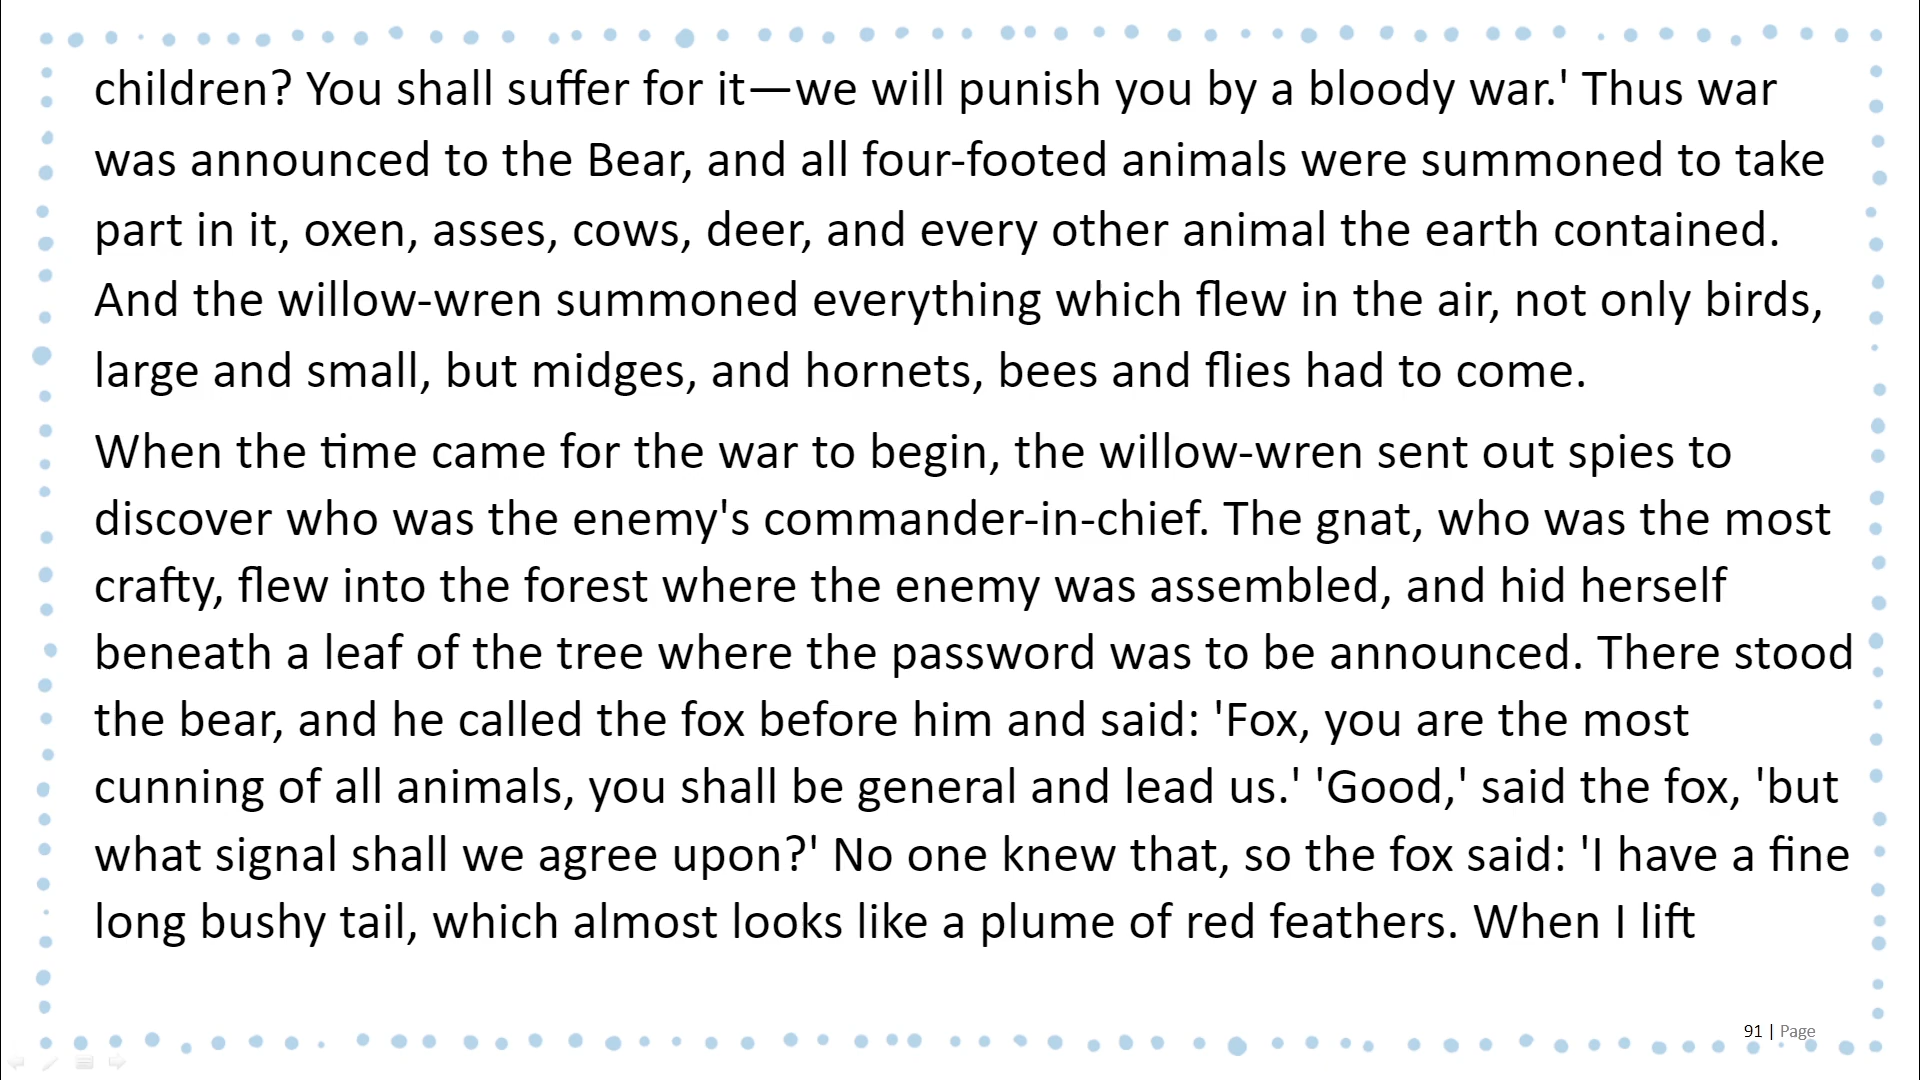 children? You shall suffer for it—we will punish you by a bloody war.' Thus war
was announced to the Bear, and all four-footed animals were summoned to take
part in it, oxen, asses, cows, deer, and every other animal the earth contained.
And the willow-wren summoned everything which flew in the air, not only birds,
large and small, but midges, and hornets, bees and flies had to come.
When the time came for the war to begin, the willow-wren sent out spies to
discover who was the enemy's commander-in-chief. The gnat, who was the most
crafty, flew into the forest where the enemy was assembled, and hid herself
beneath a leaf of the tree where the password was to be announced. There stood
the bear, and he called the fox before him and said: 'Fox, you are the most
cunning of all animals, you shall be general and lead us.' 'Good,' said the fox, 'but
what signal shall we agree upon?' No one knew that, so the fox said: 'I have a fine
long bushy tail, which almost looks like a plume of red feathers. When I lift
91 | Page